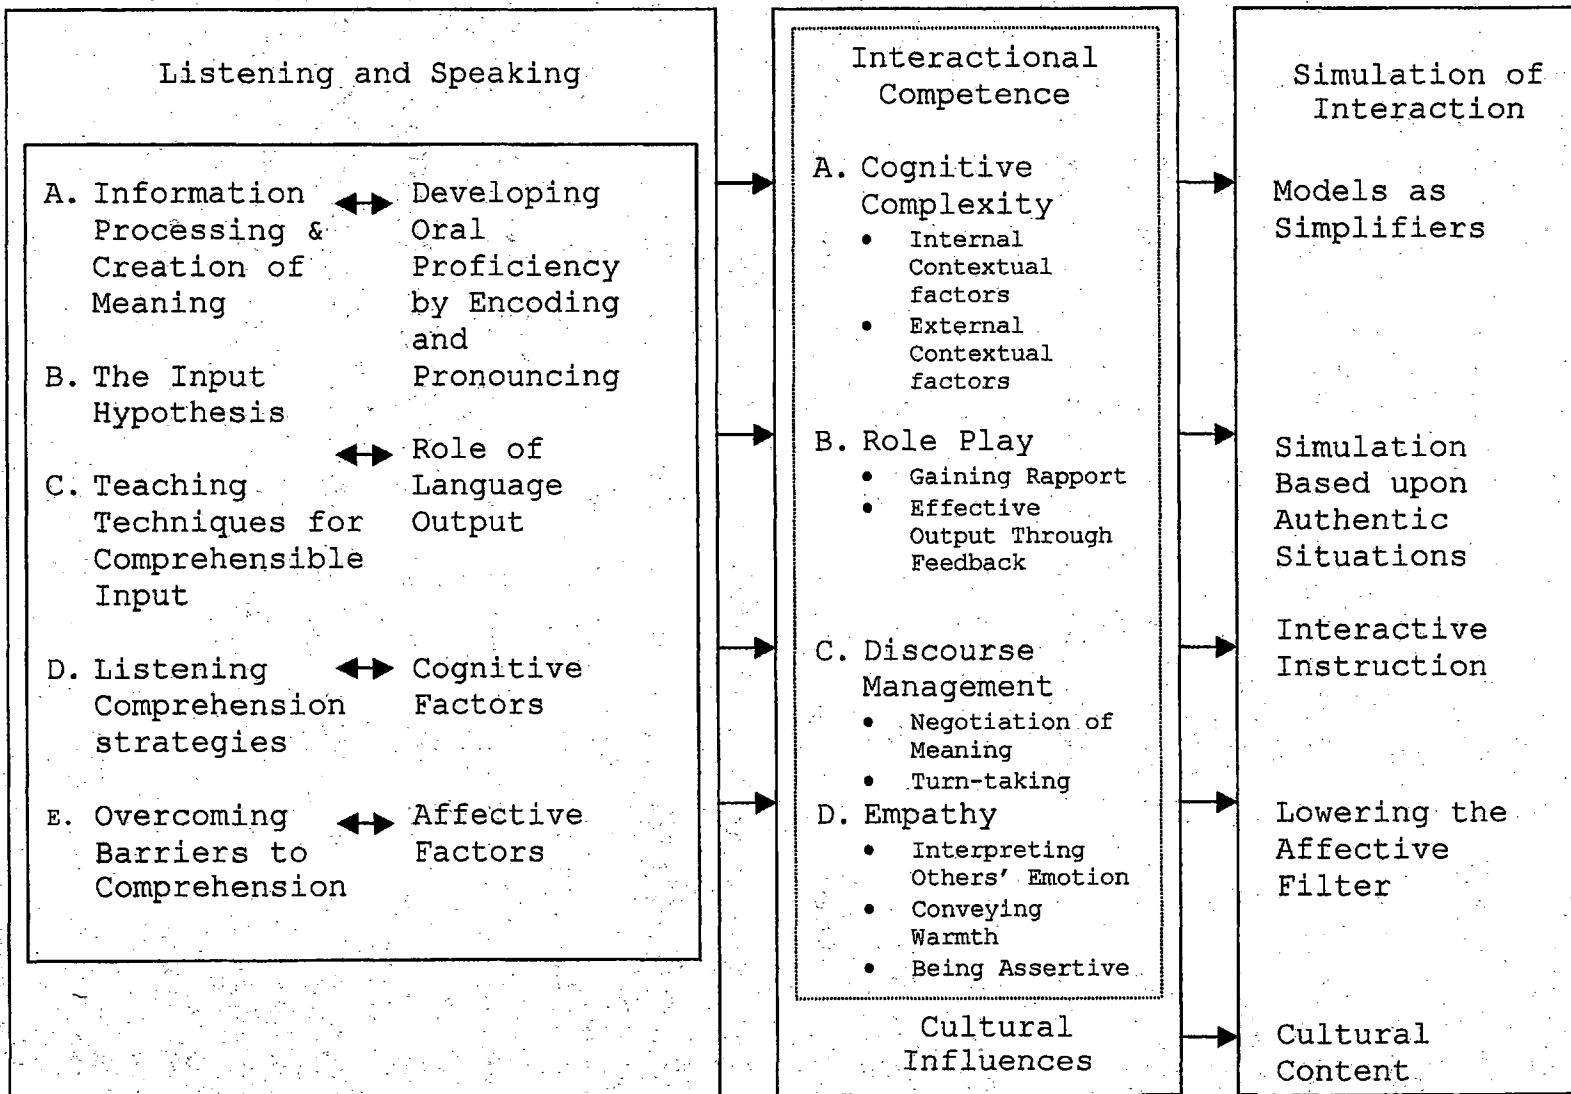 Listening and Speaking
A. Information
Processing &
Creation of
Meaning
Developing
Oral
Proficiency
by Encoding
and
Pronouncing
B. The Input
Hypothesis
C. Teaching
Techniques for
Comprehensible
Input
Role of
Language
Output
D. Listening
Comprehension
strategies
Cognitive
Factors
E. Overcoming
Barriers to
Comprehension
Affective
Factors
Interactional
Competence
A. Cognitive
Complexity
• Internal
Contextual
factors
• External
Contextual
factors
B. Role Play
• Gaining Rapport
• Effective
Output Through
Feedback
C. Discourse
Management
• Negotiation of
Meaning
• Turn-taking
D. Empathy
• Interpreting
Others' Emotion
• Conveying
Warmth
• Being Assertive
Cultural
Influences
Simulation of
Interaction
Models as
Simplifiers
Simulation
Based upon
Authentic
Situations
Interactive
Instruction
Lowering the
Affective
Filter
Cultural
Content